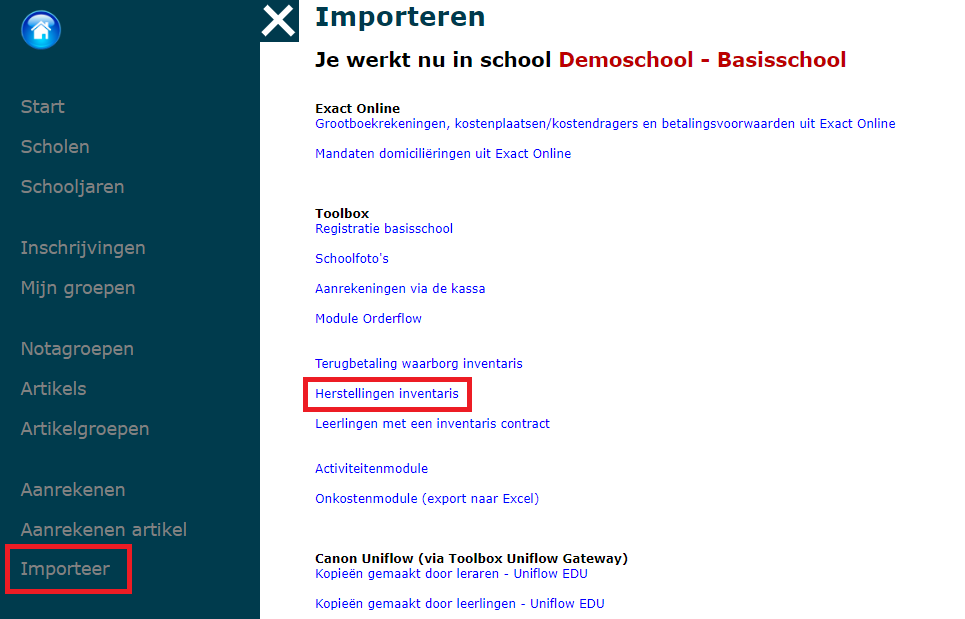 Start
Scholen
Schooljaren
Inschrijvingen
Mijn groepen
Notagroepen
Artikels
Artikelgroepen
Aanrekenen
Aanrekenen artikel
Importeer
Importeren
Je werkt nu in school Demoschool - Basisschool
Exact Online
Grootboekrekeningen, kostenplaatsen/kostendragers en betalingsvoorwaarden uit Exact Online
Mandaten domiciliëringen uit Exact Online
Toolbox
Registratie basisschool
Schoolfoto's
Aanrekeningen via de kassa
Module Orderflow
Terugbetaling waarborg inventaris
Herstellingen inventaris
Leerlingen met een inventaris contract
Activiteitenmodule
Onkostenmodule (export naar Excel)
Canon Uniflow (via Toolbox Uniflow Gateway)
Kopieën gemaakt door leraren - Uniflow EDU
Kopieën gemaakt door leerlingen - Uniflow EDU